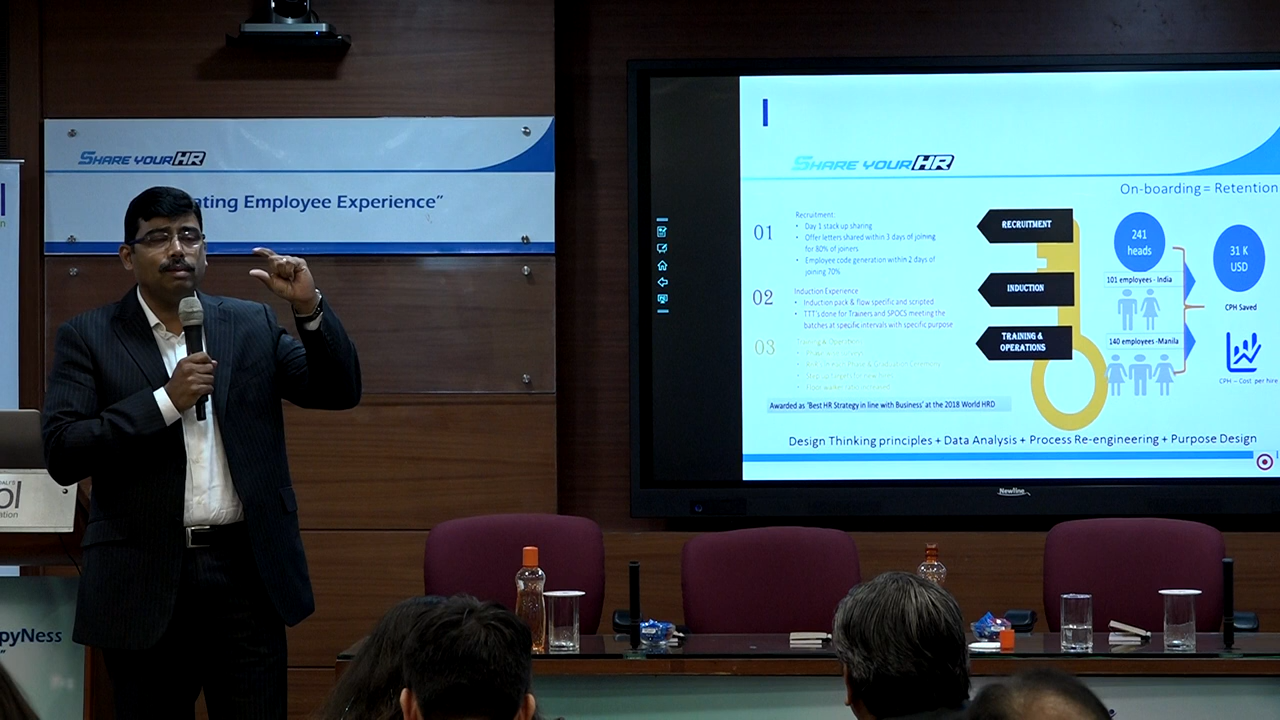 SHARE YOUR HR
ating Employee Experience"
SHARE YOUR HR
On-boarding = Retention
01
Recruitment:
• Day 1 stack up sharing
• Offer letters shared within 3 days of joining
for 80% of joiners
• Employee code generation within 2 days of
joining 70%
02
Induction Experience
• Induction pack & flow specific and scripted
• TTT's done for Trainers and SPOCS meeting the
batches at specific intervals with specific purpose
03
Training & Operations
RECRUITMENT
INDUCTION
TRAINING &
OPERATIONS
241
heads
101 employees - India
140 employees -Manila
31 K
USD
CPH Saved
CPH – Cost per hire
Awarded as 'Best HR Strategy in line with Business' at the 2018 World HRD
Design Thinking principles + Data Analysis + Process Re-engineering + Purpose Design
Newline
ol
ation
pyNess